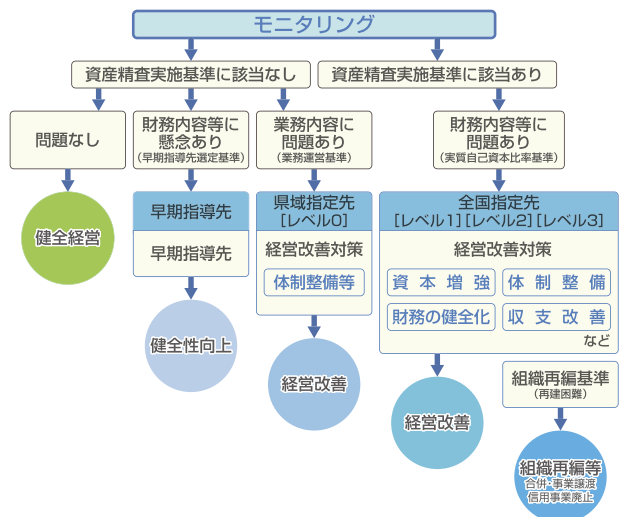 モニタリング
資産精査実施基準に該当なし
資産精査実施基準に該当あり
問題なし
財務内容等に
懸念あり
(早期指導先選定基準)
業務内容に
問題あり
(業務運営基準)
財務内容等に
問題あり
(実質自己資本比率基準)
健全経営
早期指導先
早期指導先
健全性向上
県域指定先
[レベル0]
経営改善対策
体制整備等
経営改善
全国指定先
[レベル1][レベル2][レベル3]
経営改善対策
資本増強
体制整備
財務の健全化
収支改善
など
経営改善
組織再編基準
(再建困難)
組織再編等
合併・事業譲渡
信用事業廃止